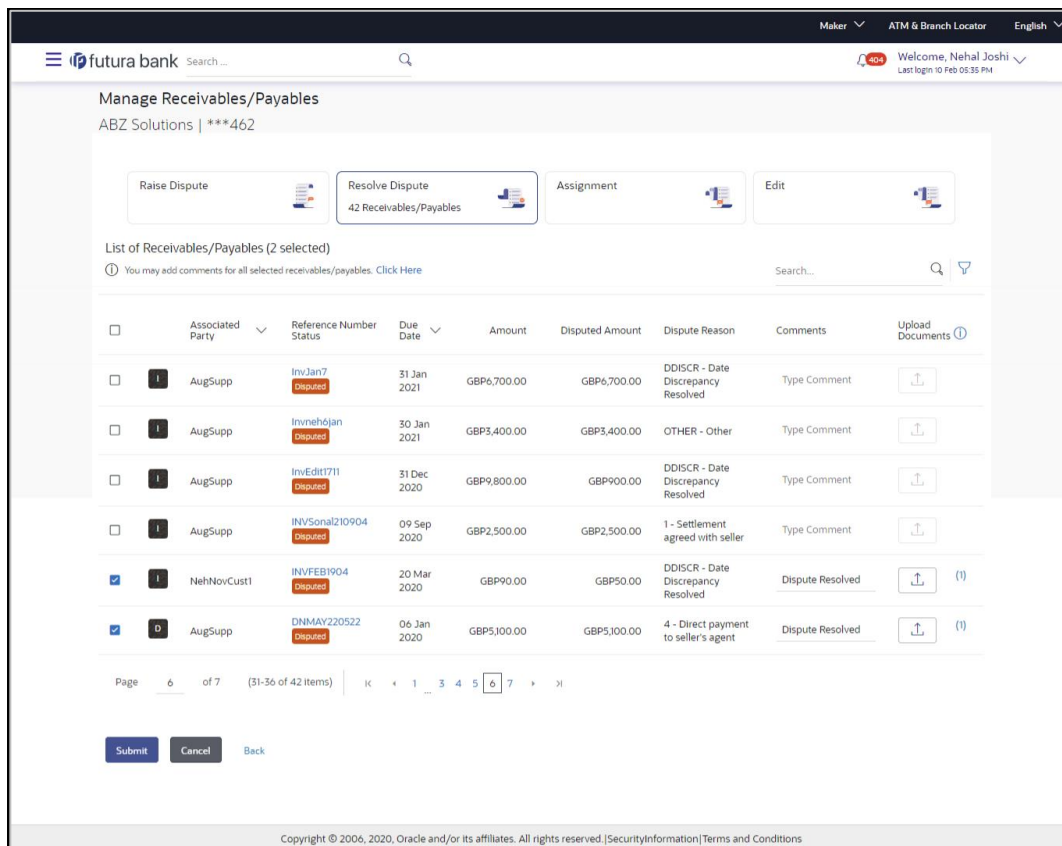 Maker ATM & Branch Locator English
futura bank Search... 404 Welcome, Nehal Joshi
Last login 10 Feb 05:35 PM
Manage Receivables/Payables
ABZ Solutions | ***462
Raise Dispute
Resolve Dispute
42 Receivables/Payables
Assignment
Edit
List of Receivables/Payables (2 selected)
You may add comments for all selected receivables/payables. Click Here
Search...
Associated Party Reference Number Status Due Date Amount Disputed Amount Dispute Reason Comments Upload Documents
I AugSupp InvJan7 Disputed 31 Jan 2021 GBP6,700.00 GBP6,700.00 DDISCR - Date Discrepancy Resolved Type Comment
I AugSupp Invneh6jan Disputed 30 Jan 2021 GBP3,400.00 GBP3,400.00 OTHER - Other Type Comment
I AugSupp InvEdit1711 Disputed 31 Dec 2020 GBP9,800.00 GBP900.00 DDISCR - Date Discrepancy Resolved Type Comment
I AugSupp INVSonal210904 Disputed 09 Sep 2020 GBP2,500.00 GBP2,500.00 1 - Settlement agreed with seller Type Comment
I NehNovCust1 INVFEB1904 Disputed 20 Mar 2020 GBP90.00 GBP50.00 DDISCR - Date Discrepancy Resolved Dispute Resolved (1)
D AugSupp DNMAY220522 Disputed 06 Jan 2020 GBP5,100.00 GBP5,100.00 4 - Direct payment to seller's agent Dispute Resolved (1)
Page 6 of 7 (31-36 of 42 items) 1 ... 3 4 5 6 7
Submit Cancel Back
Copyright © 2006, 2020, Oracle and/or its affiliates. All rights reserved.|SecurityInformation|Terms and Conditions